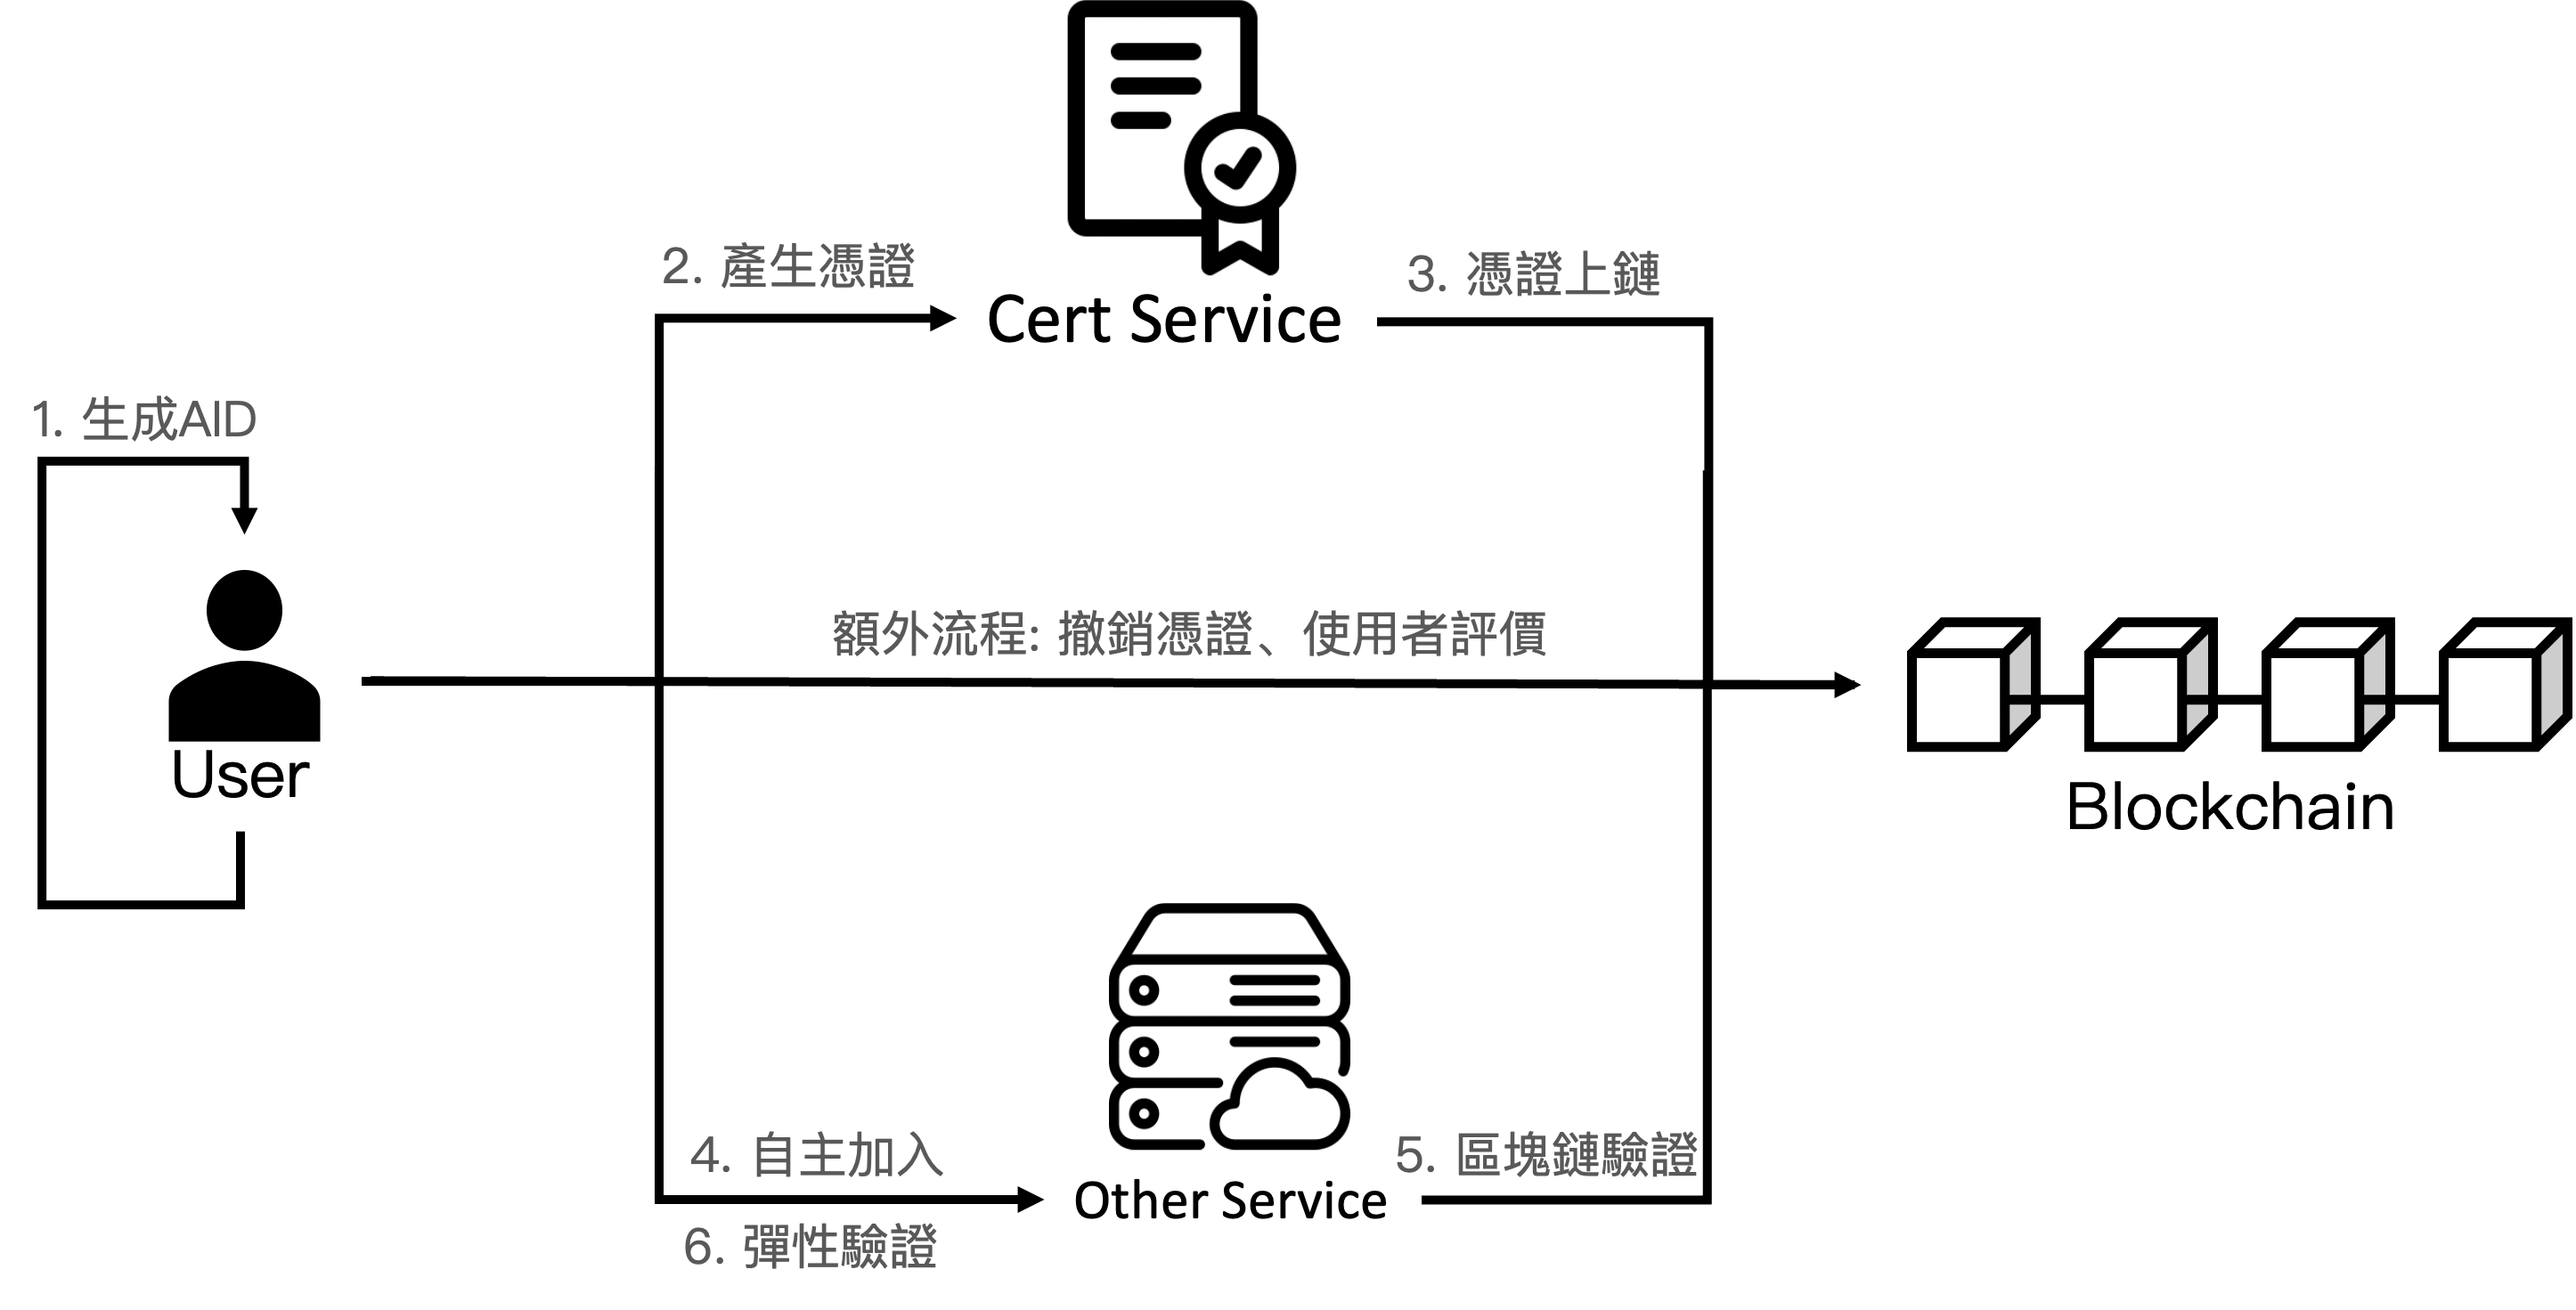 2. 產生憑證
Cert Service
3. 憑證上鏈
1. 生成AID
額外流程: 撤銷憑證、使用者評價
User
Blockchain
4. 自主加入
5. 區塊鏈驗證
Other Service
6. 彈性驗證